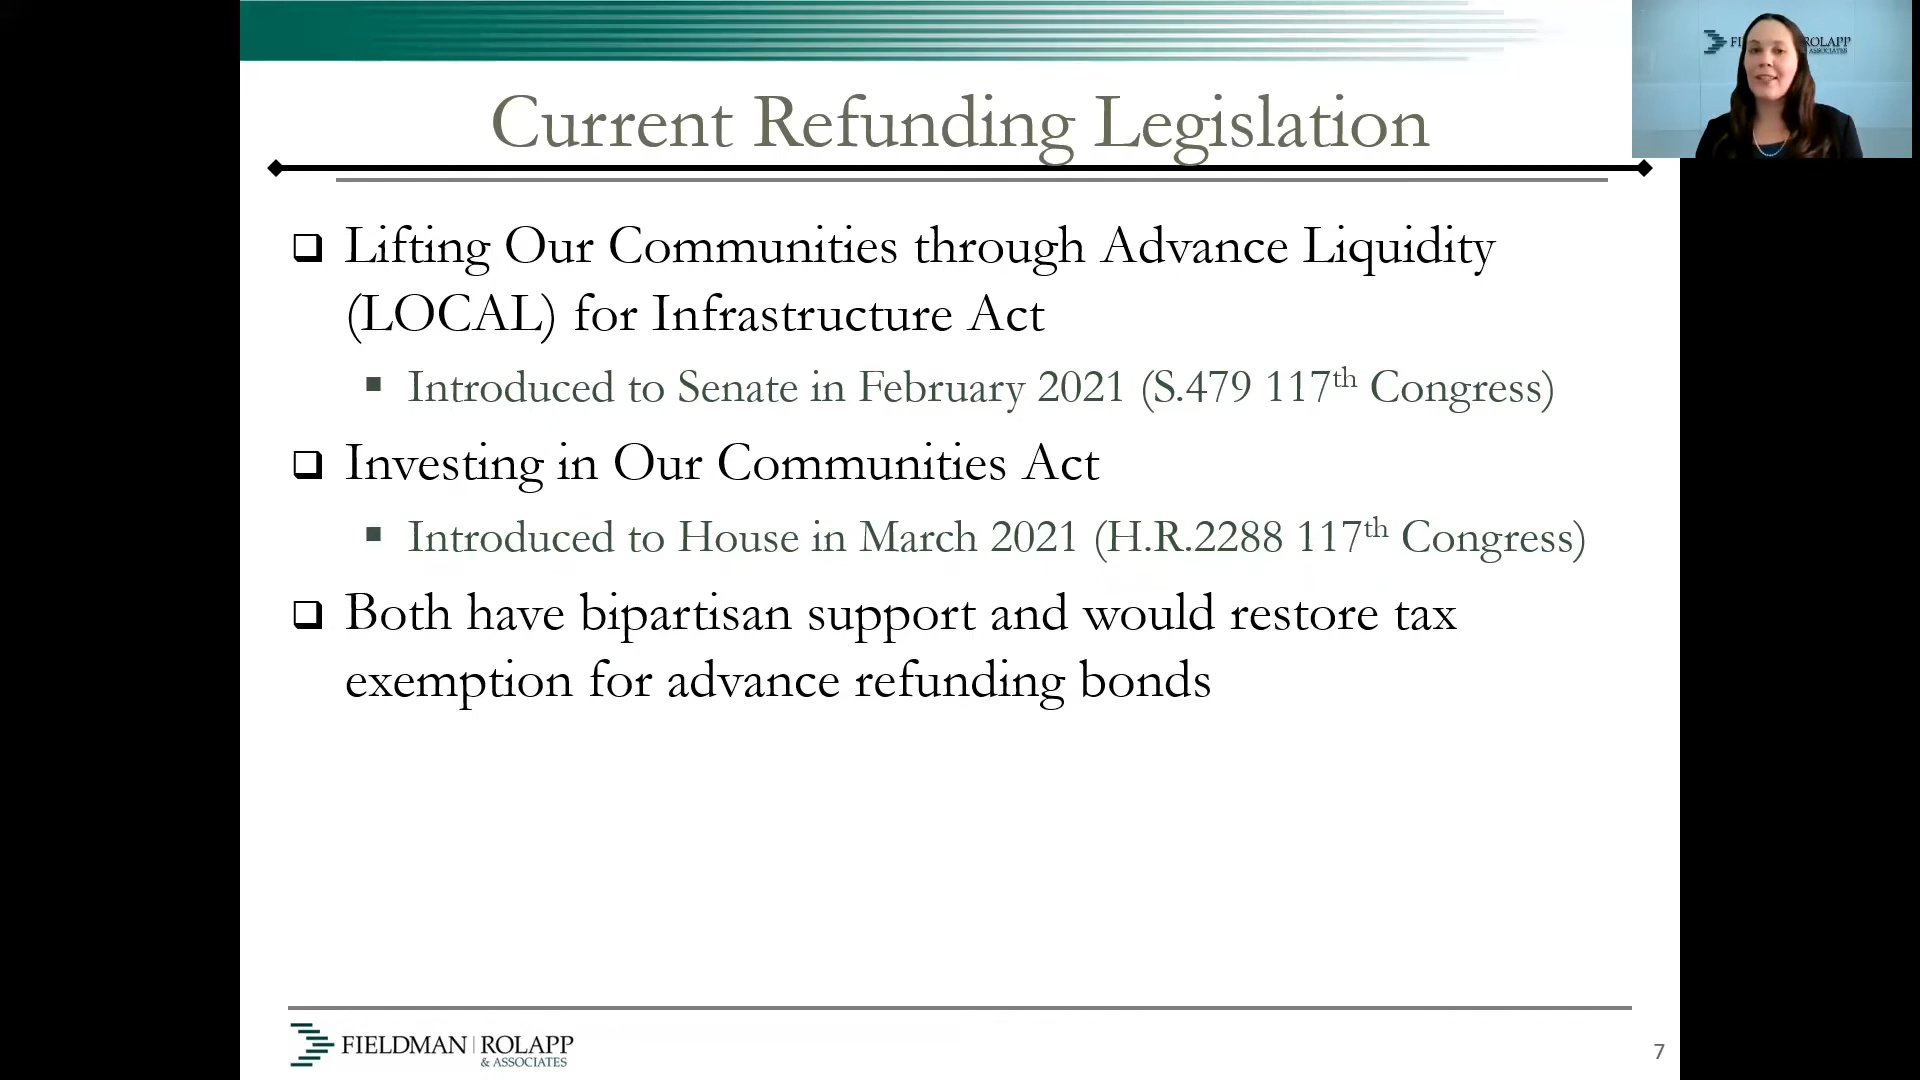 Current Refunding Legislation
Lifting Our Communities through Advance Liquidity
(LOCAL) for Infrastructure Act
Introduced to Senate in February 2021 (S.479 117th Congress)
Investing in Our Communities Act
Introduced to House in March 2021 (H.R.2288 117th Congress)
Both have bipartisan support and would restore tax
exemption for advance refunding bonds
FIELDMAN | ROLAPP
& ASSOCIATES
7
ROLAPP
& ASSOCIATES